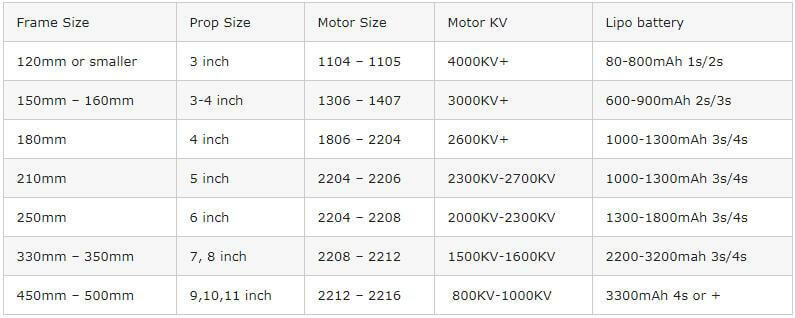 Frame Size Prop Size Motor Size Motor KV Lipo battery
120mm or smaller 3 inch 1104 – 1105 4000KV+ 80-800mAh 1s/2s
150mm – 160mm 3-4 inch 1306 – 1407 3000KV+ 600-900mAh 2s/3s
180mm 4 inch 1806 – 2204 2600KV+ 1000-1300mAh 3s/4s
210mm 5 inch 2204 – 2206 2300KV-2700KV 1000-1300mAh 3s/4s
250mm 6 inch 2204 – 2208 2000KV-2300KV 1300-1800mAh 3s/4s
330mm – 350mm 7, 8 inch 2208 – 2212 1500KV-1600KV 2200-3200mah 3s/4s
450mm – 500mm 9,10,11 inch 2212 – 2216 800KV-1000KV 3300mAh 4s or +